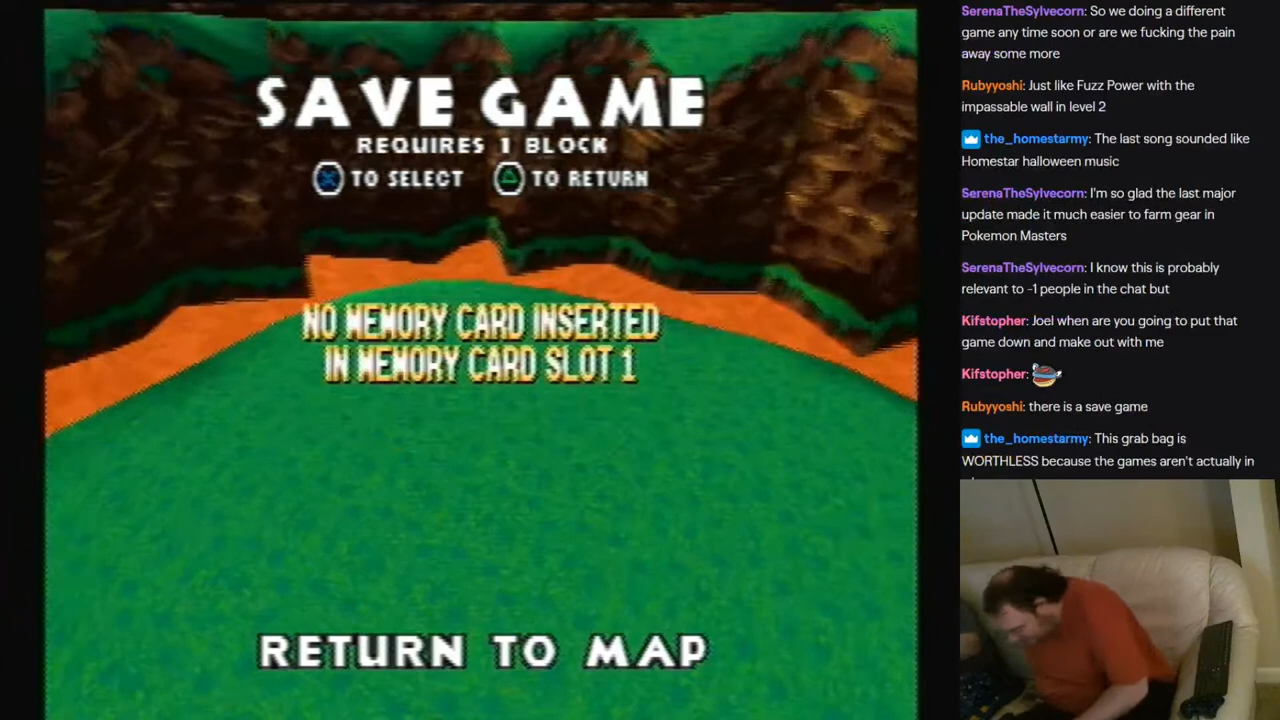 SAVE GAME
REQUIRES 1 BLOCK
TO SELECT TO RETURN
NO MEMORY CARD INSERTED
IN MEMORY CARD SLOT 1
RETURN TO MAP
SerenaTheSylvecorn: So we doing a different
game any time soon or are we fucking the pain
away some more
Rubyyoshi: Just like Fuzz Power with the
impassable wall in level 2
the_homestarmy: The last song sounded like
Homestar halloween music
SerenaTheSylvecorn: I'm so glad the last major
update made it much easier to farm gear in
Pokemon Masters
SerenaTheSylvecorn: I know this is probably
relevant to -1 people in the chat but
Kifstopher: Joel when are you going to put that
game down and make out with me
Kifstopher:
Rubyyoshi: there is a save game
the_homestarmy: This grab bag is
WORTHLESS because the games aren't actually in